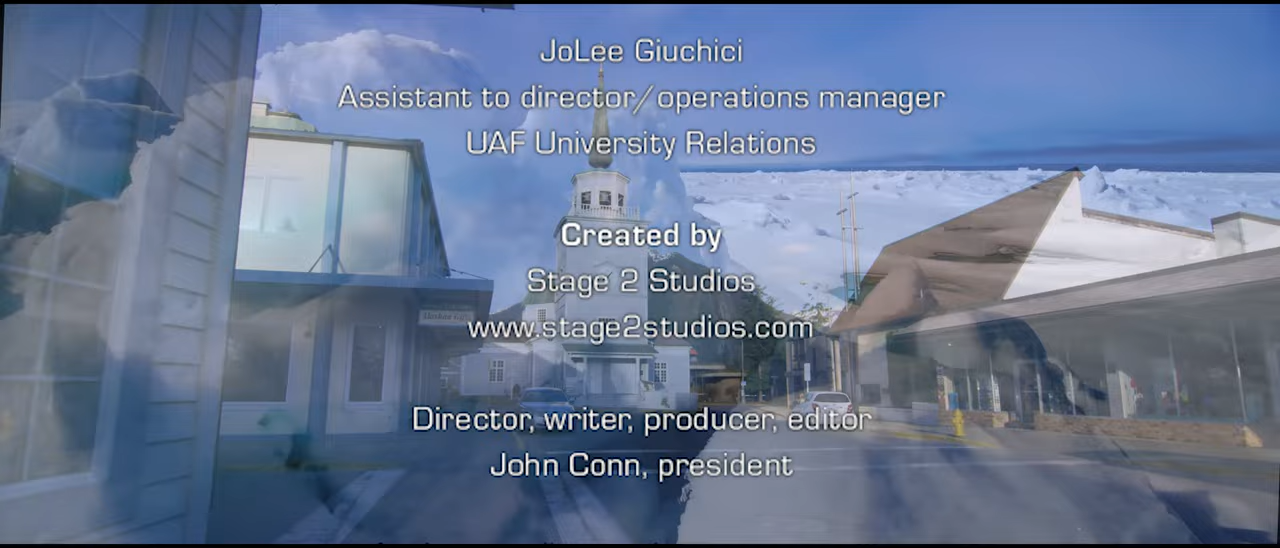 JoLee Giuchici
Assistant to director/operations manager
UAF University Relations
Created by
Stage 2 Studios
www.stage2studios.com
Director, writer, producer, editor
John Conn, president